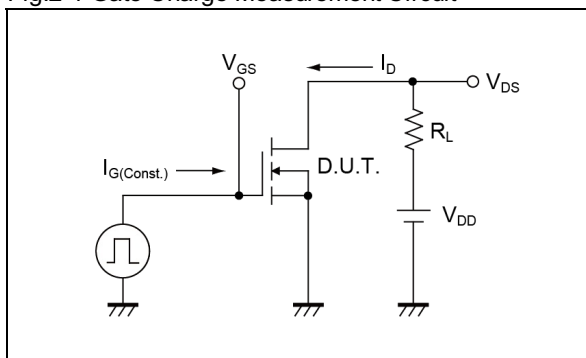 Fig.2-1 Gate Charge Measurement Circuit
VGS
ID
VDS
RL
IG(Const.)
D.U.T.
VDD